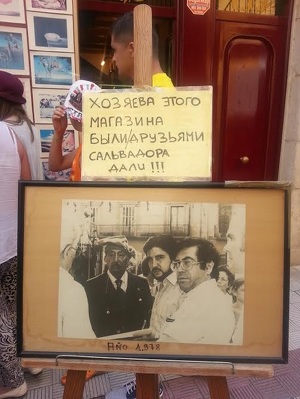 ХОЗЯЕВА ЭТОГО
МАГАЗИНА
БЫЛИ ДРУЗЬЯМИ
САЛЬВАДОРА
ДАЛИ !!!
AÑO 1.978